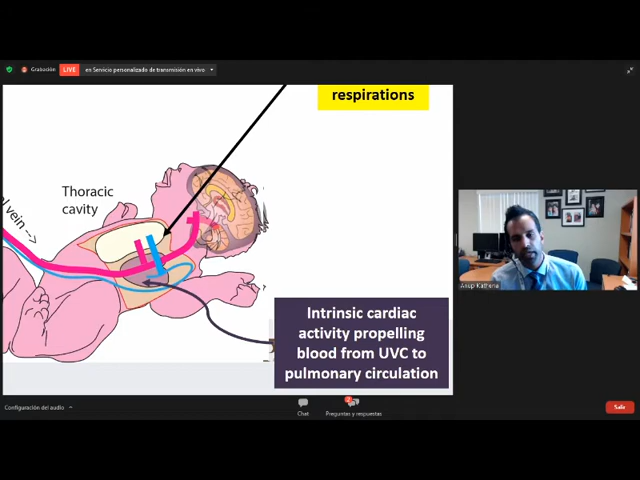 Grabación
LIVE
en Servicio personalizado de transmisión en vivo
respirations
Thoracic
cavity
l vein -->
Intrinsic cardiac
activity propelling
blood from UVC to
pulmonary circulation
Anup Katheria
Configuración del audio
Chat
Preguntas y respuestas
Salir